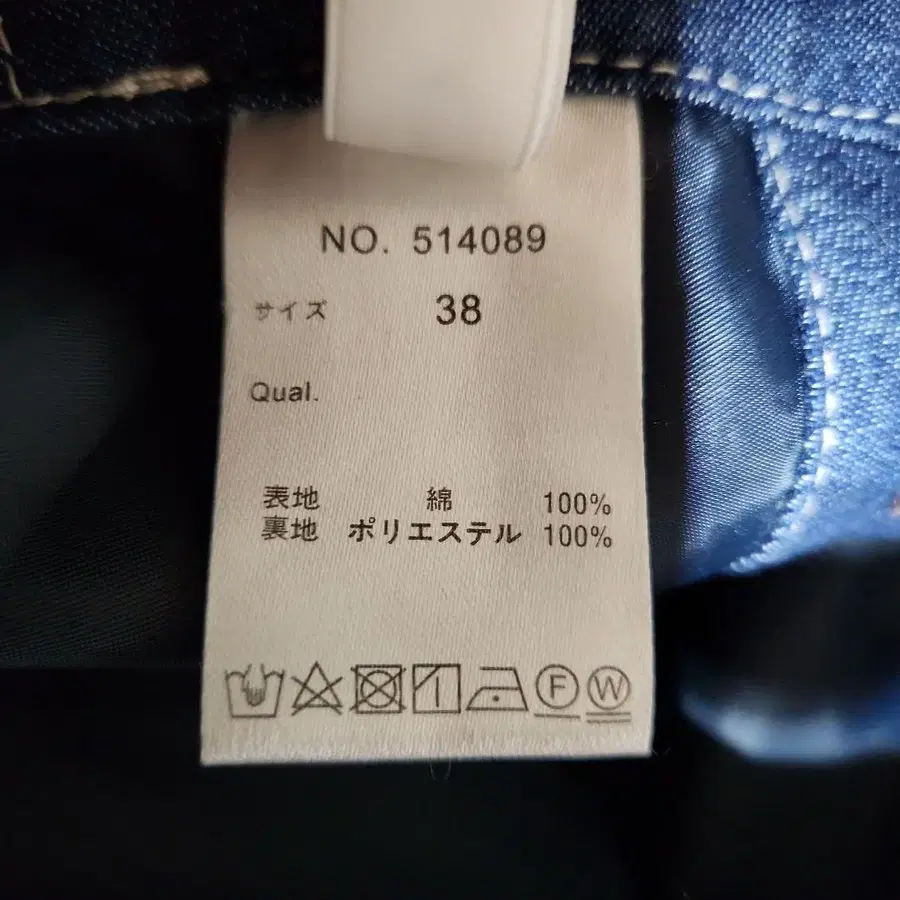 NO. 514089
サイズ 38
Qual.
表地 綿 100%
裏地 ポリエステル 100%
F W